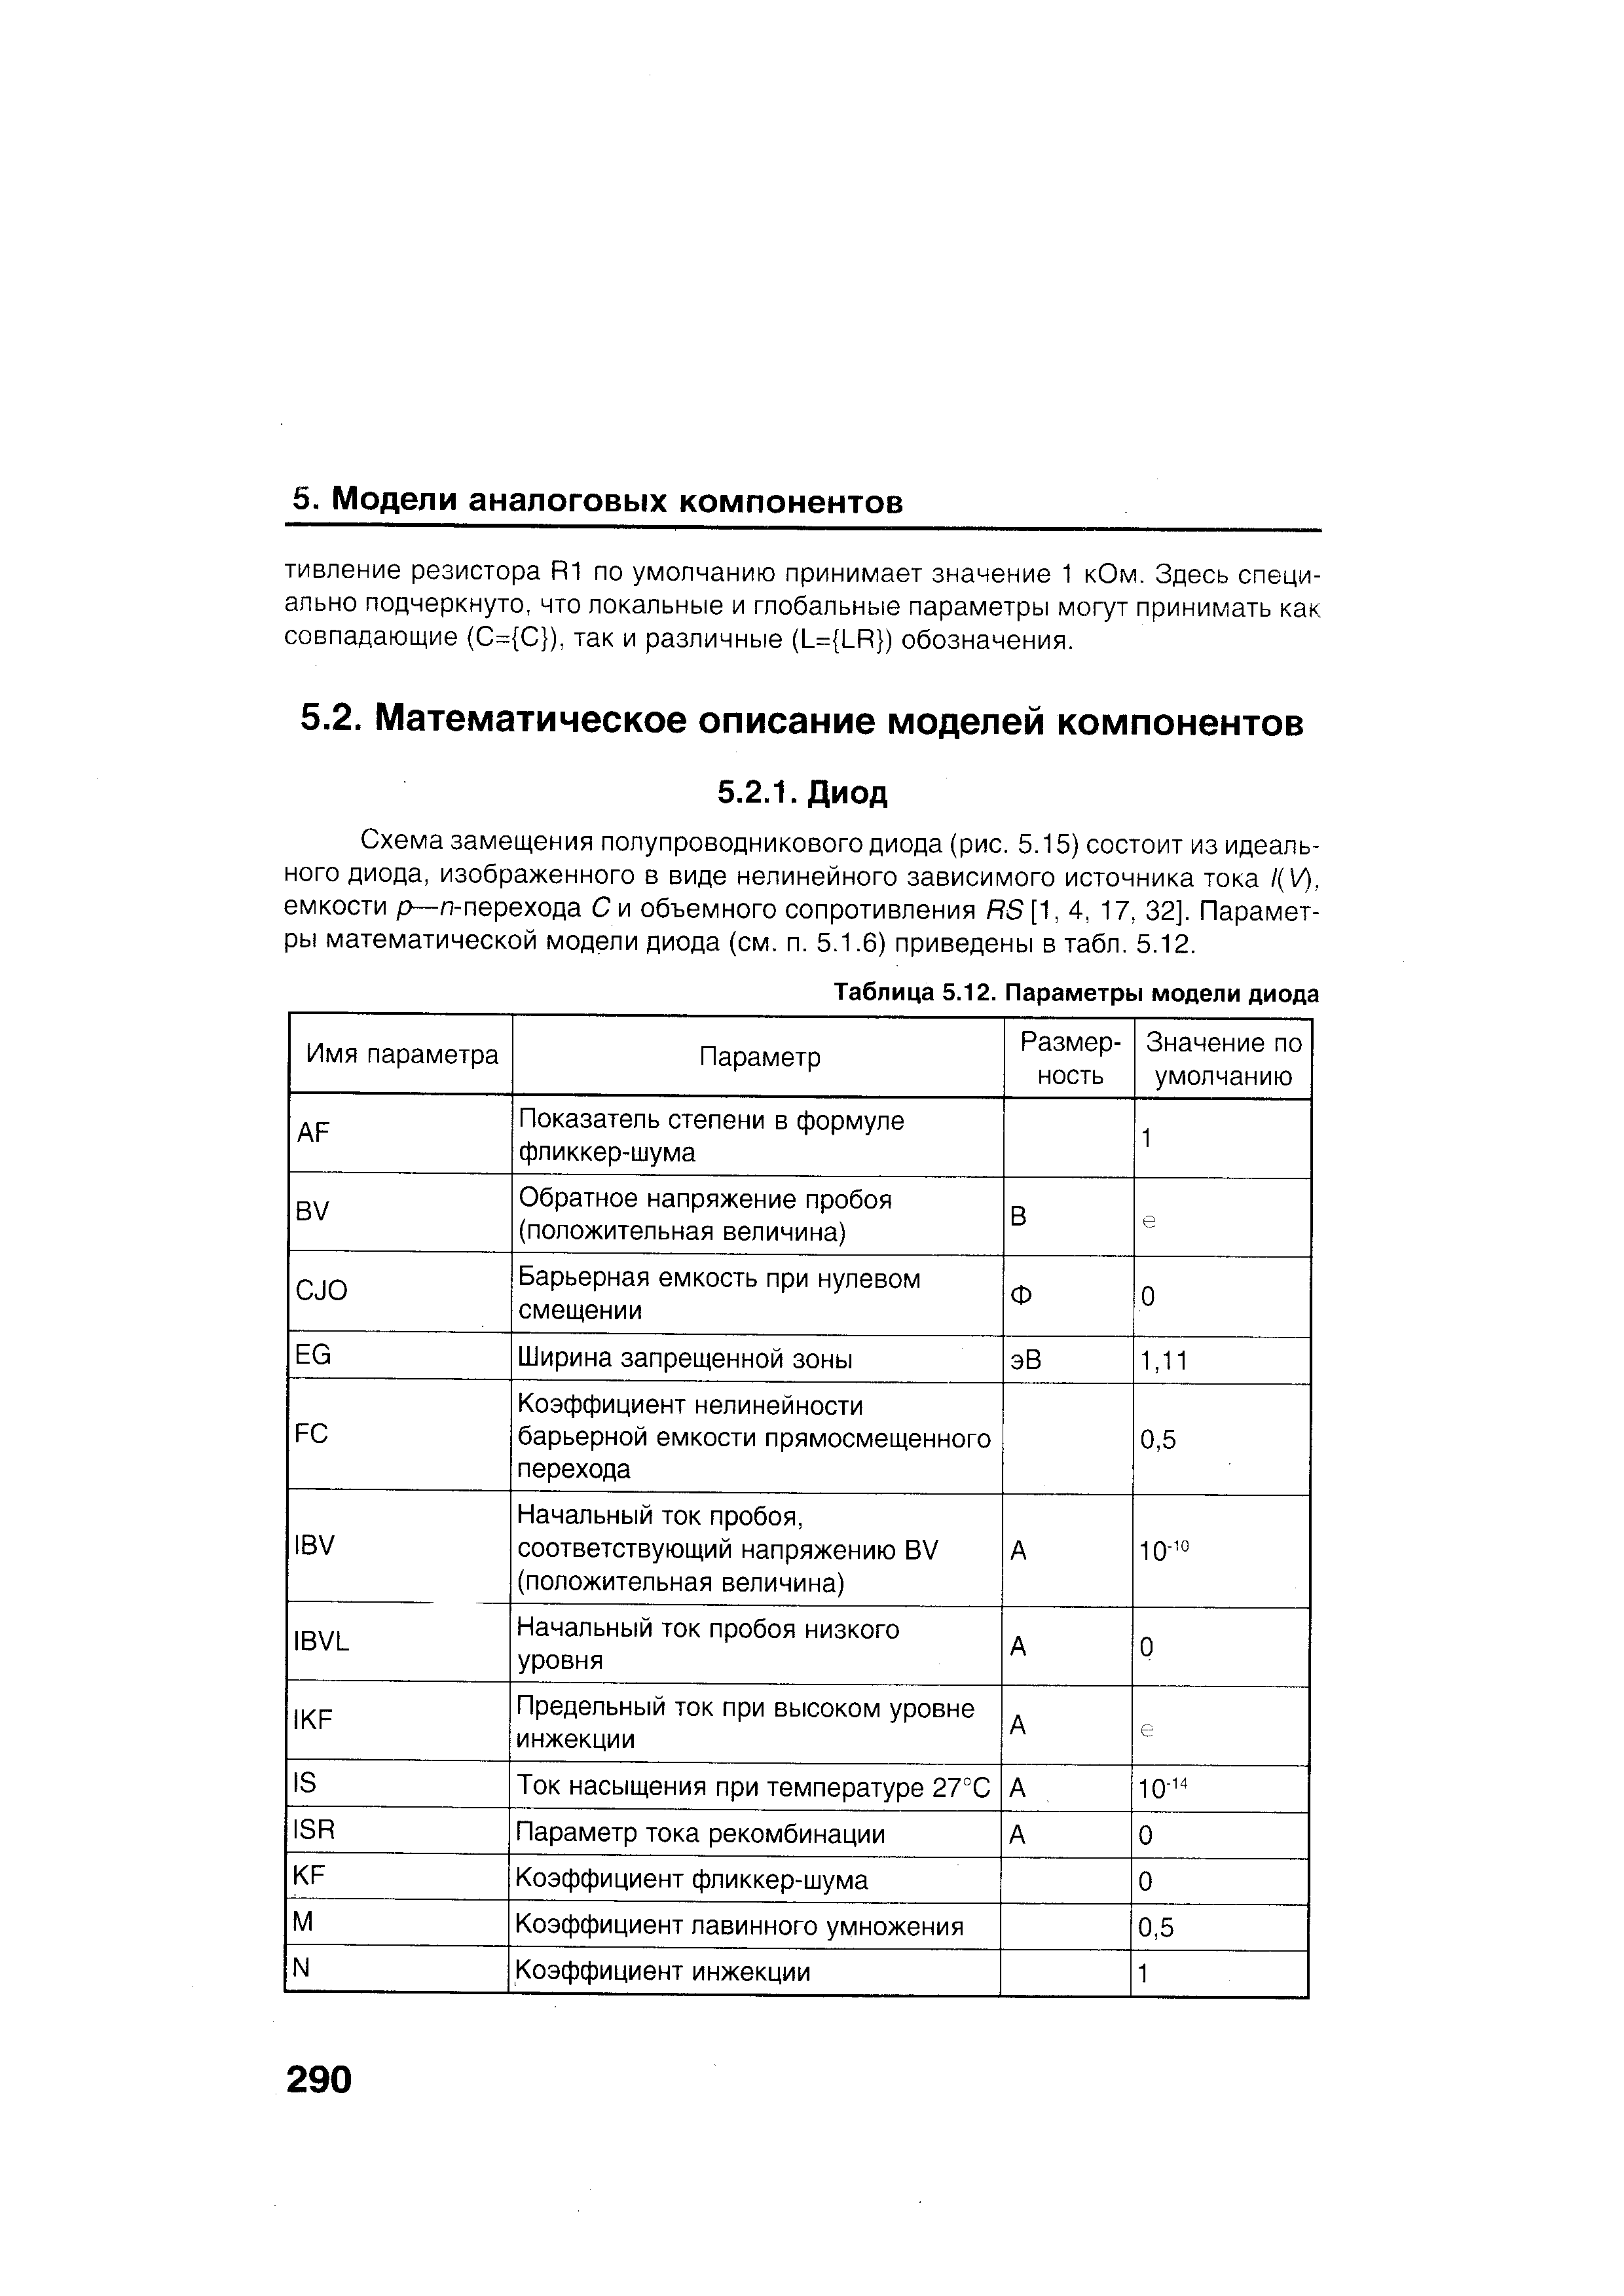 5. Модели аналоговых компонентов
тивление резистора R1 по умолчанию принимает значение 1 кОм. Здесь специ-
ально подчеркнуто, что локальные и глобальные параметры могут принимать как
совпадающие (C={C}), так и различные (L={LR}) обозначения.
5.2. Математическое описание моделей компонентов
5.2.1. Диод
Схема замещения полупроводникового диода (рис. 5.15) состоит из идеаль-
ного диода, изображенного в виде нелинейного зависимого источника тока I(V),
емкости p—n-перехода C и объемного сопротивления RS [1, 4, 17, 32]. Парамет-
ры математической модели диода (см. п. 5.1.6) приведены в табл. 5.12.
Таблица 5.12. Параметры модели диода
Имя параметра Параметр Размер- Значение по
ность умолчанию
AF Показатель степени в формуле 1
фликкер-шума
BV Обратное напряжение пробоя В е
(положительная величина)
CJO Барьерная емкость при нулевом Ф 0
смещении
EG Ширина запрещенной зоны эВ 1,11
Коэффициент нелинейности
FC барьерной емкости прямосмещенного 0,5
перехода
Начальный ток пробоя,
IBV соответствующий напряжению BV А 10⁻¹⁰
(положительная величина)
IBVL Начальный ток пробоя низкого А 0
уровня
IKF Предельный ток при высоком уровне А е
инжекции
IS Ток насыщения при температуре 27°С А 10⁻¹⁴
ISR Параметр тока рекомбинации А 0
KF Коэффициент фликкер-шума 0
M Коэффициент лавинного умножения 0,5
N Коэффициент инжекции 1
290